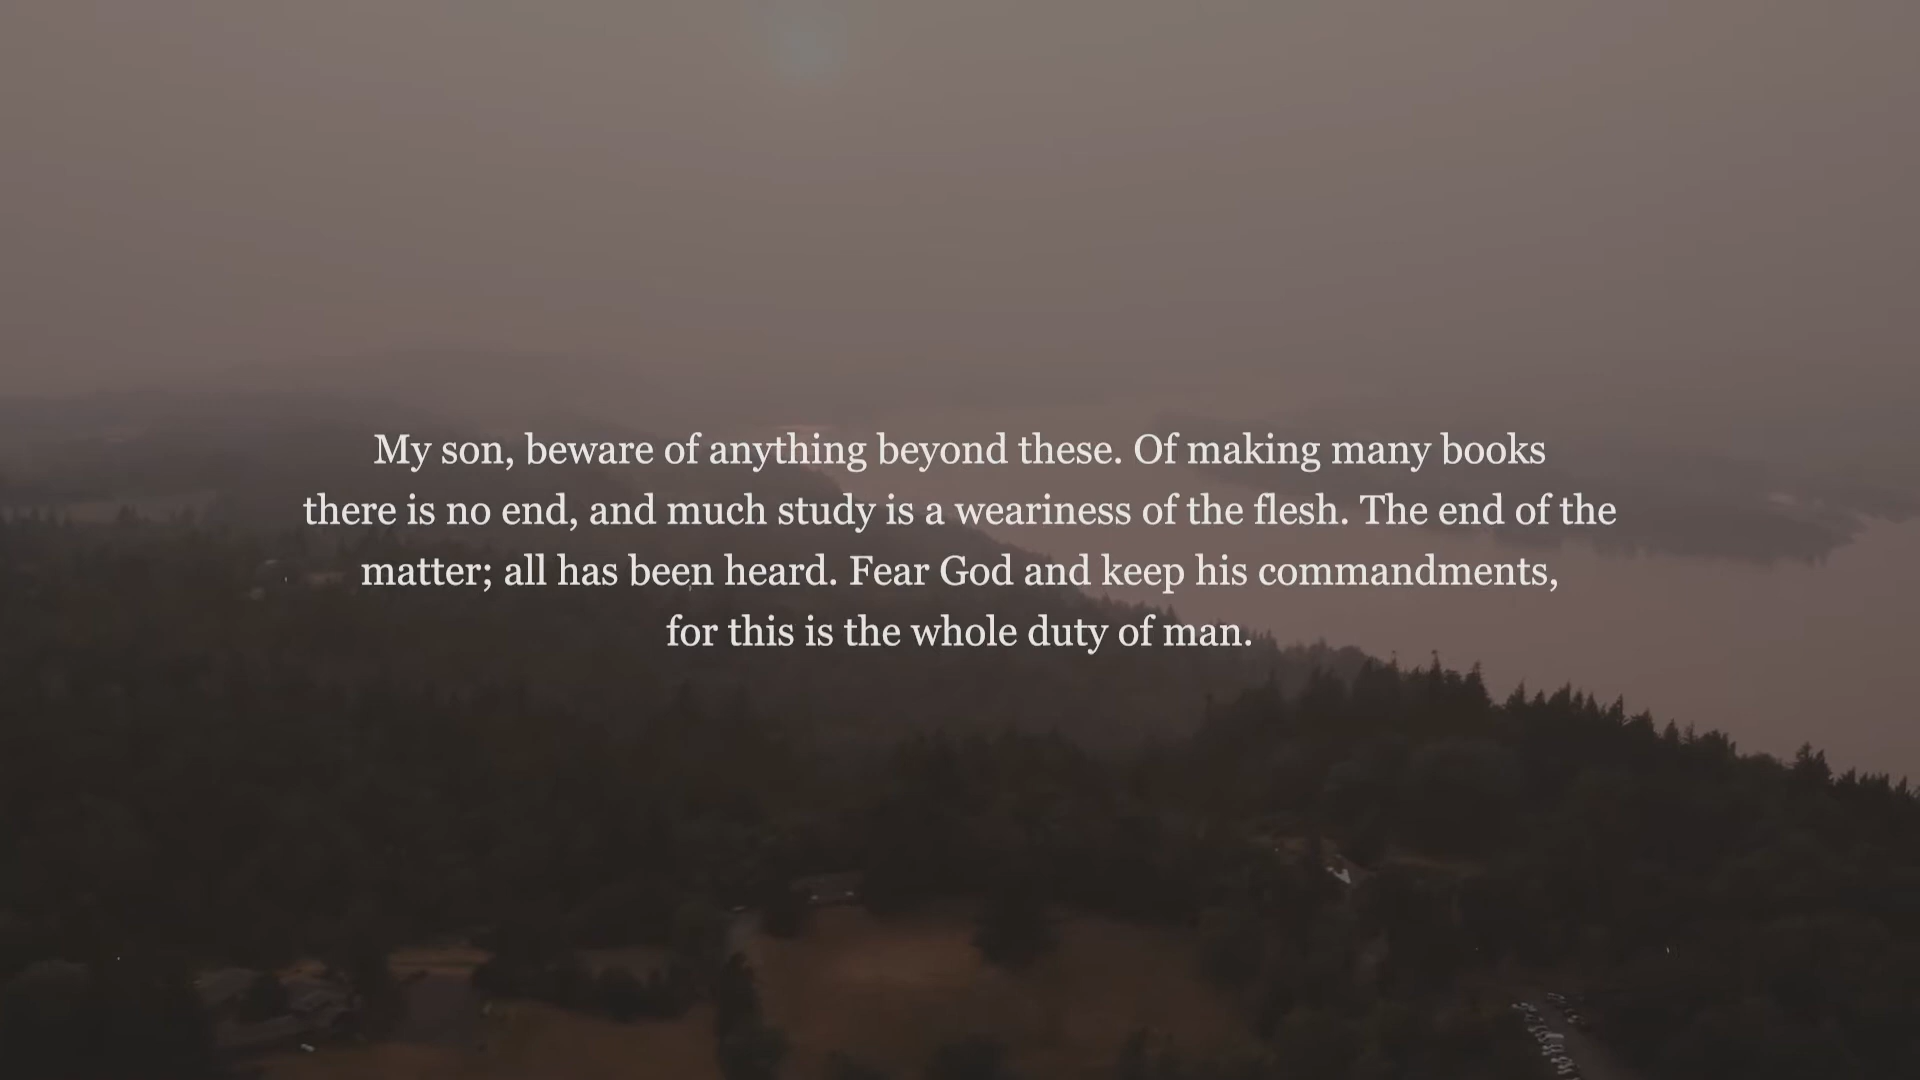 My son, beware of anything beyond these. Of making many books
there is no end, and much study is a weariness of the flesh. The end of the
matter; all has been heard. Fear God and keep his commandments,
for this is the whole duty of man.